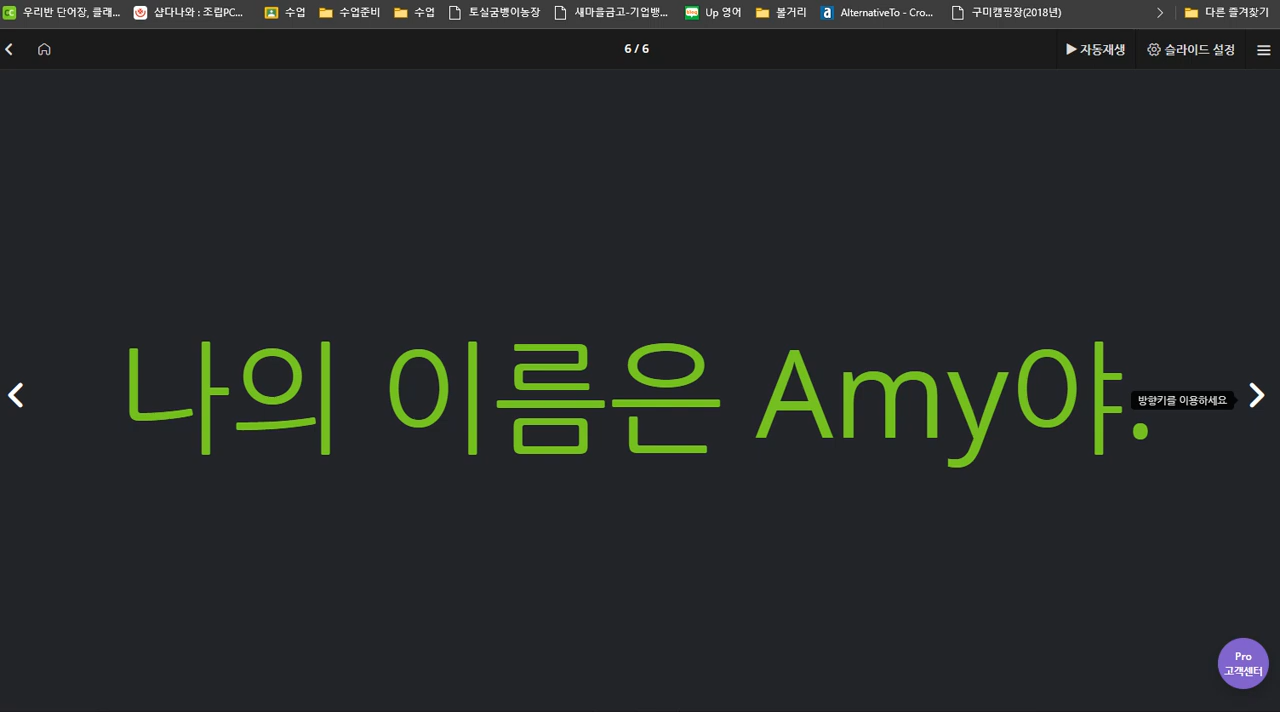 우리반 단어장, 클래... 샵다나와 : 조립PC... 수업 수업준비 수업 토실굼벵이농장 새마을금고-기업뱅... Up 영어 볼거리 AlternativeTo - Cro... 구미캠핑장(2018년) 다른 즐겨찾기
6 / 6 자동재생 슬라이드 설정
나의 이름은 Amy야.
방향키를 이용하세요
Pro
고객센터